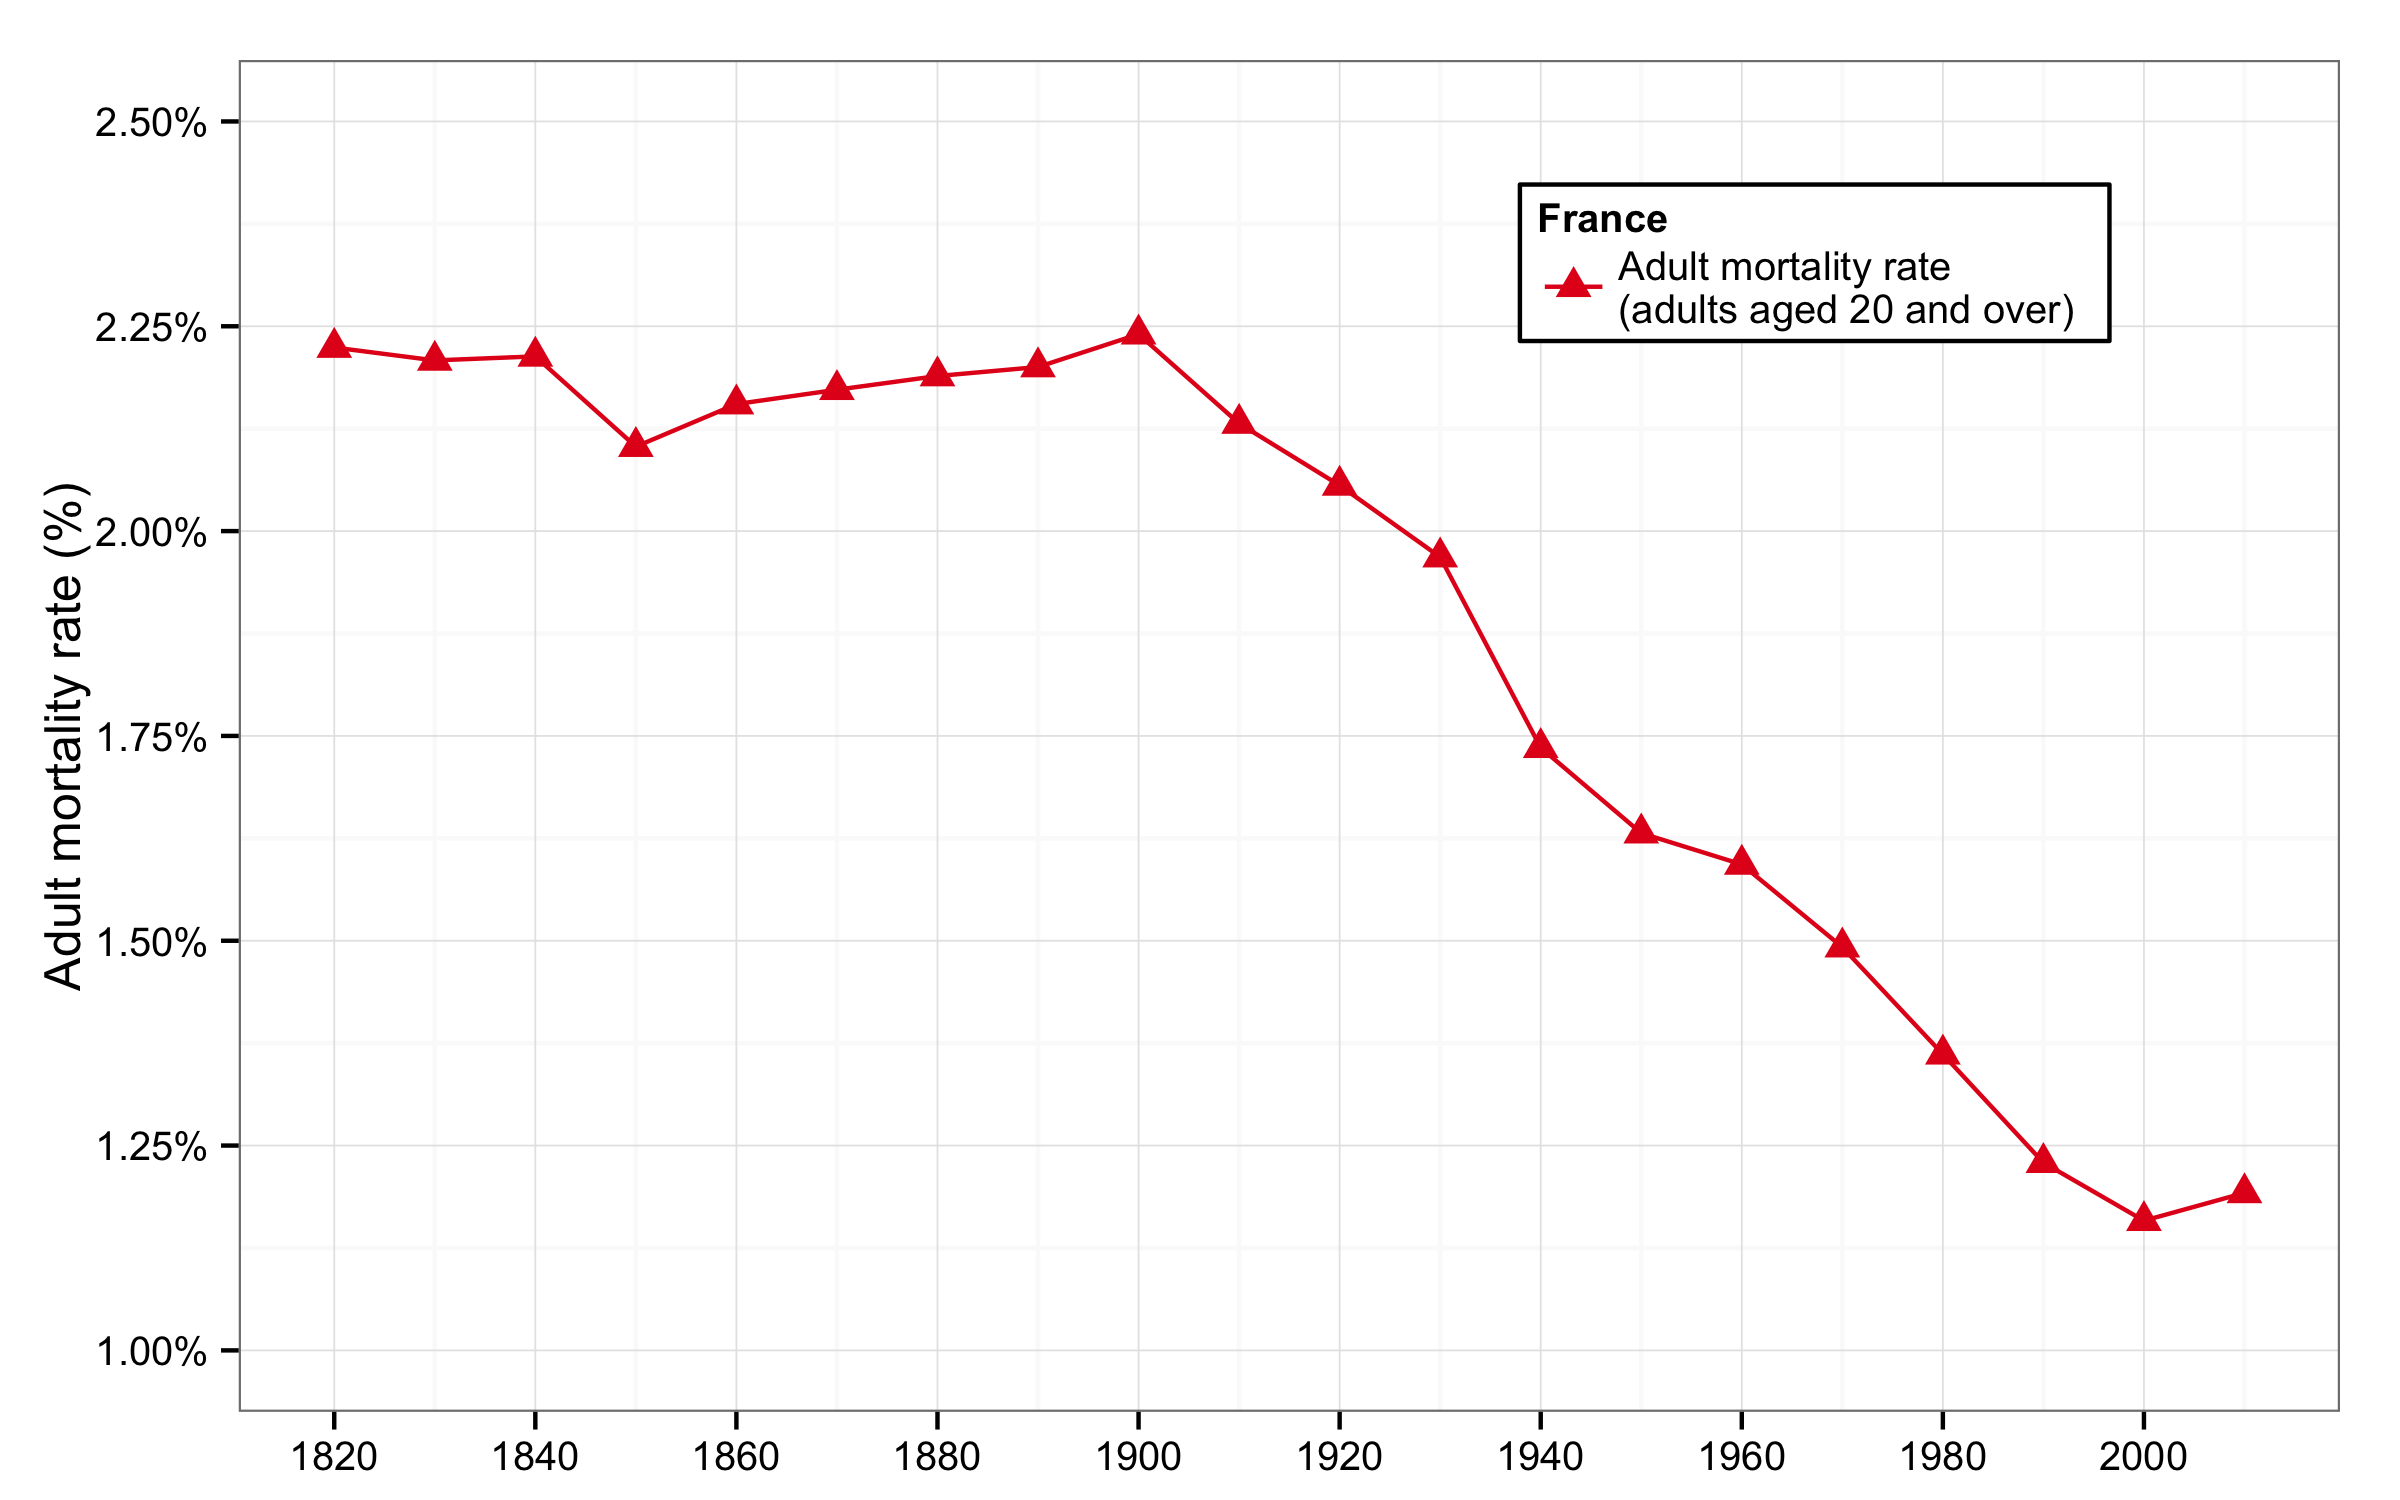 2.50%
2.25%
2.00%
1.75%
1.50%
1.25%
1.00%
Adult mortality rate (%)
France
Adult mortality rate
(adults aged 20 and over)
1820 1840 1860 1880 1900 1920 1940 1960 1980 2000